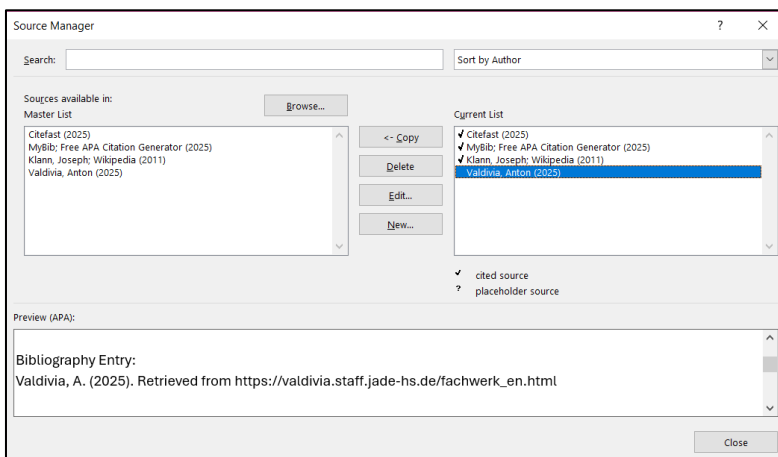 Source Manager ? ×
Search: Sort by Author
Sources available in:
Master List
Browse...
Citefast (2025)
MyBib; Free APA Citation Generator (2025)
Klann, Joseph; Wikipedia (2011)
Valdivia, Anton (2025)
<- Copy
Delete
Edit...
New...
Current List
✓ Citefast (2025)
✓ MyBib; Free APA Citation Generator (2025)
✓ Klann, Joseph; Wikipedia (2011)
Valdivia, Anton (2025)
✓ cited source
? placeholder source
Preview (APA):
Bibliography Entry:
Valdivia, A. (2025). Retrieved from https://valdivia.staff.jade-hs.de/fachwerk_en.html
Close